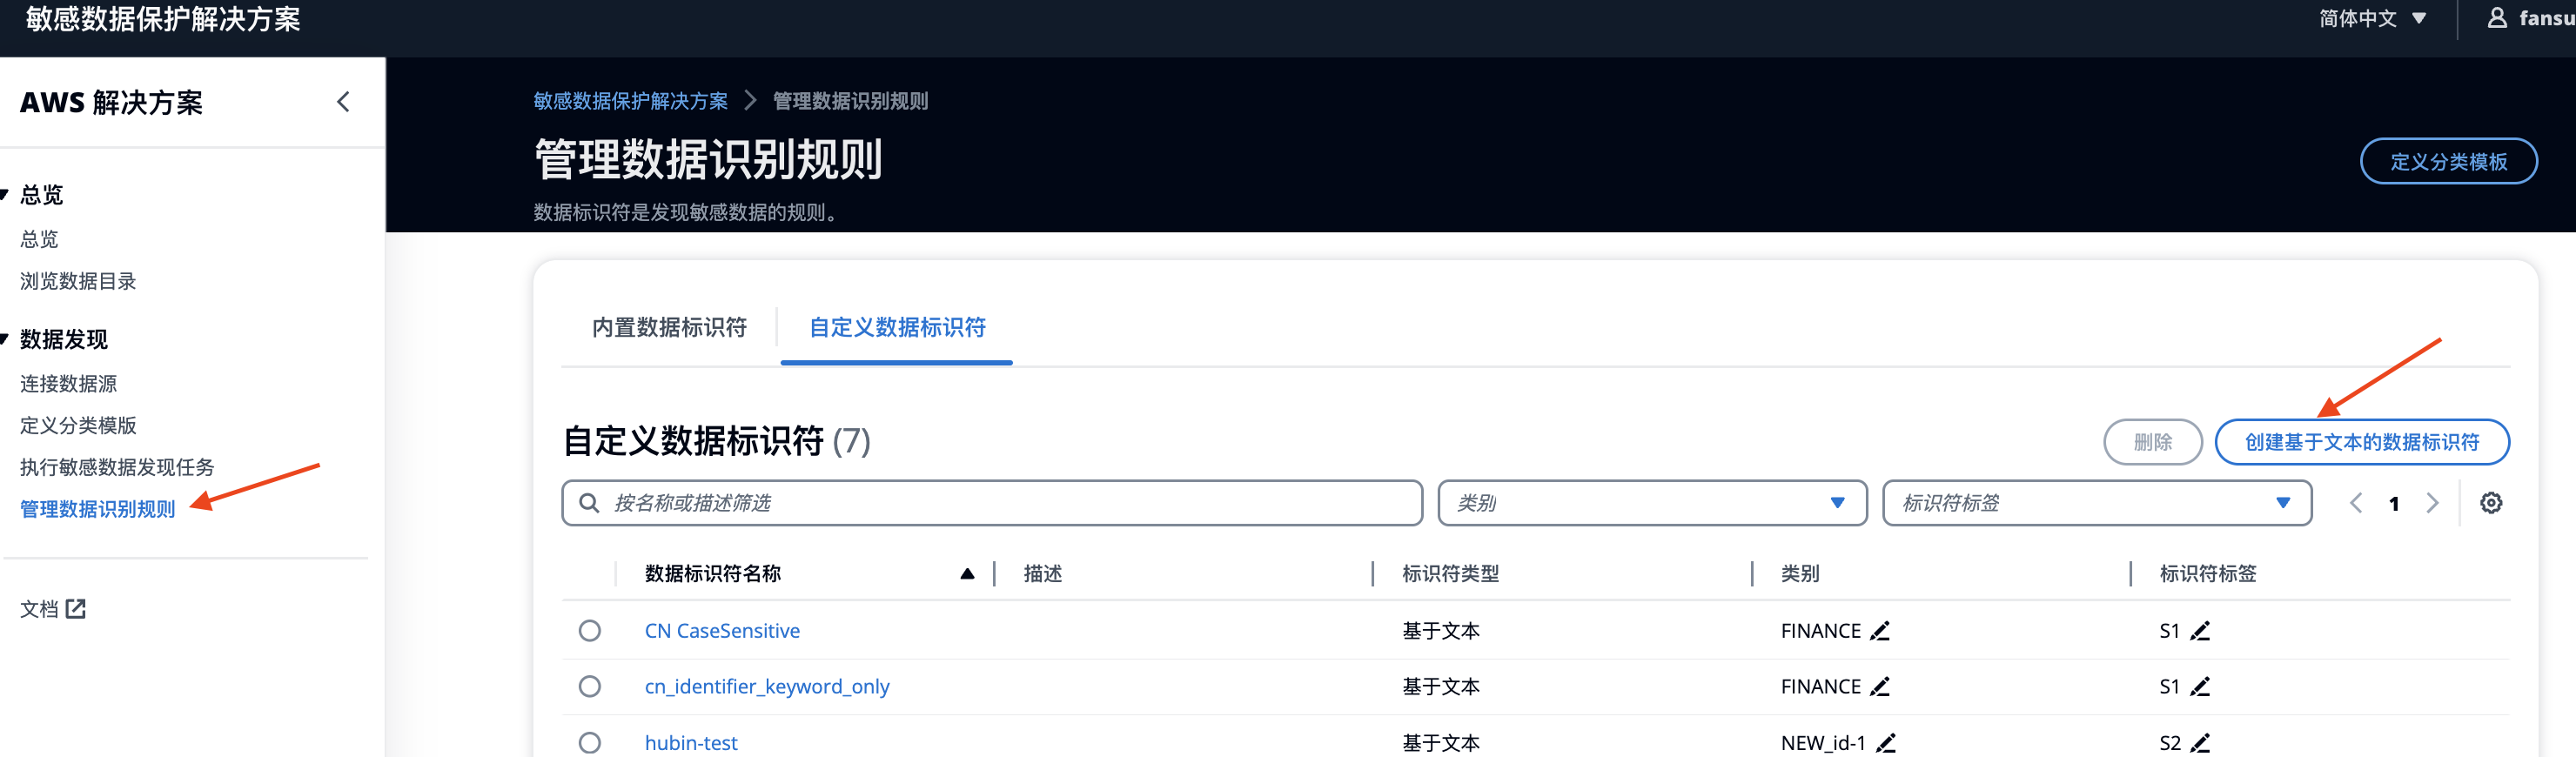 敏感数据保护解决方案
简体中文
fansu
AWS 解决方案
总览
总览
浏览数据目录
数据发现
连接数据源
定义分类模版
执行敏感数据发现任务
管理数据识别规则
文档
敏感数据保护解决方案 管理数据识别规则
管理数据识别规则
定义分类模板
数据标识符是发现敏感数据的规则。
内置数据标识符 自定义数据标识符
自定义数据标识符 (7)
删除 创建基于文本的数据标识符
按名称或描述筛选 类别 标识符标签 1
数据标识符名称 描述 标识符类型 类别 标识符标签
CN CaseSensitive 基于文本 FINANCE S1
cn_identifier_keyword_only 基于文本 FINANCE S1
hubin-test 基于文本 NEW_id-1 S2